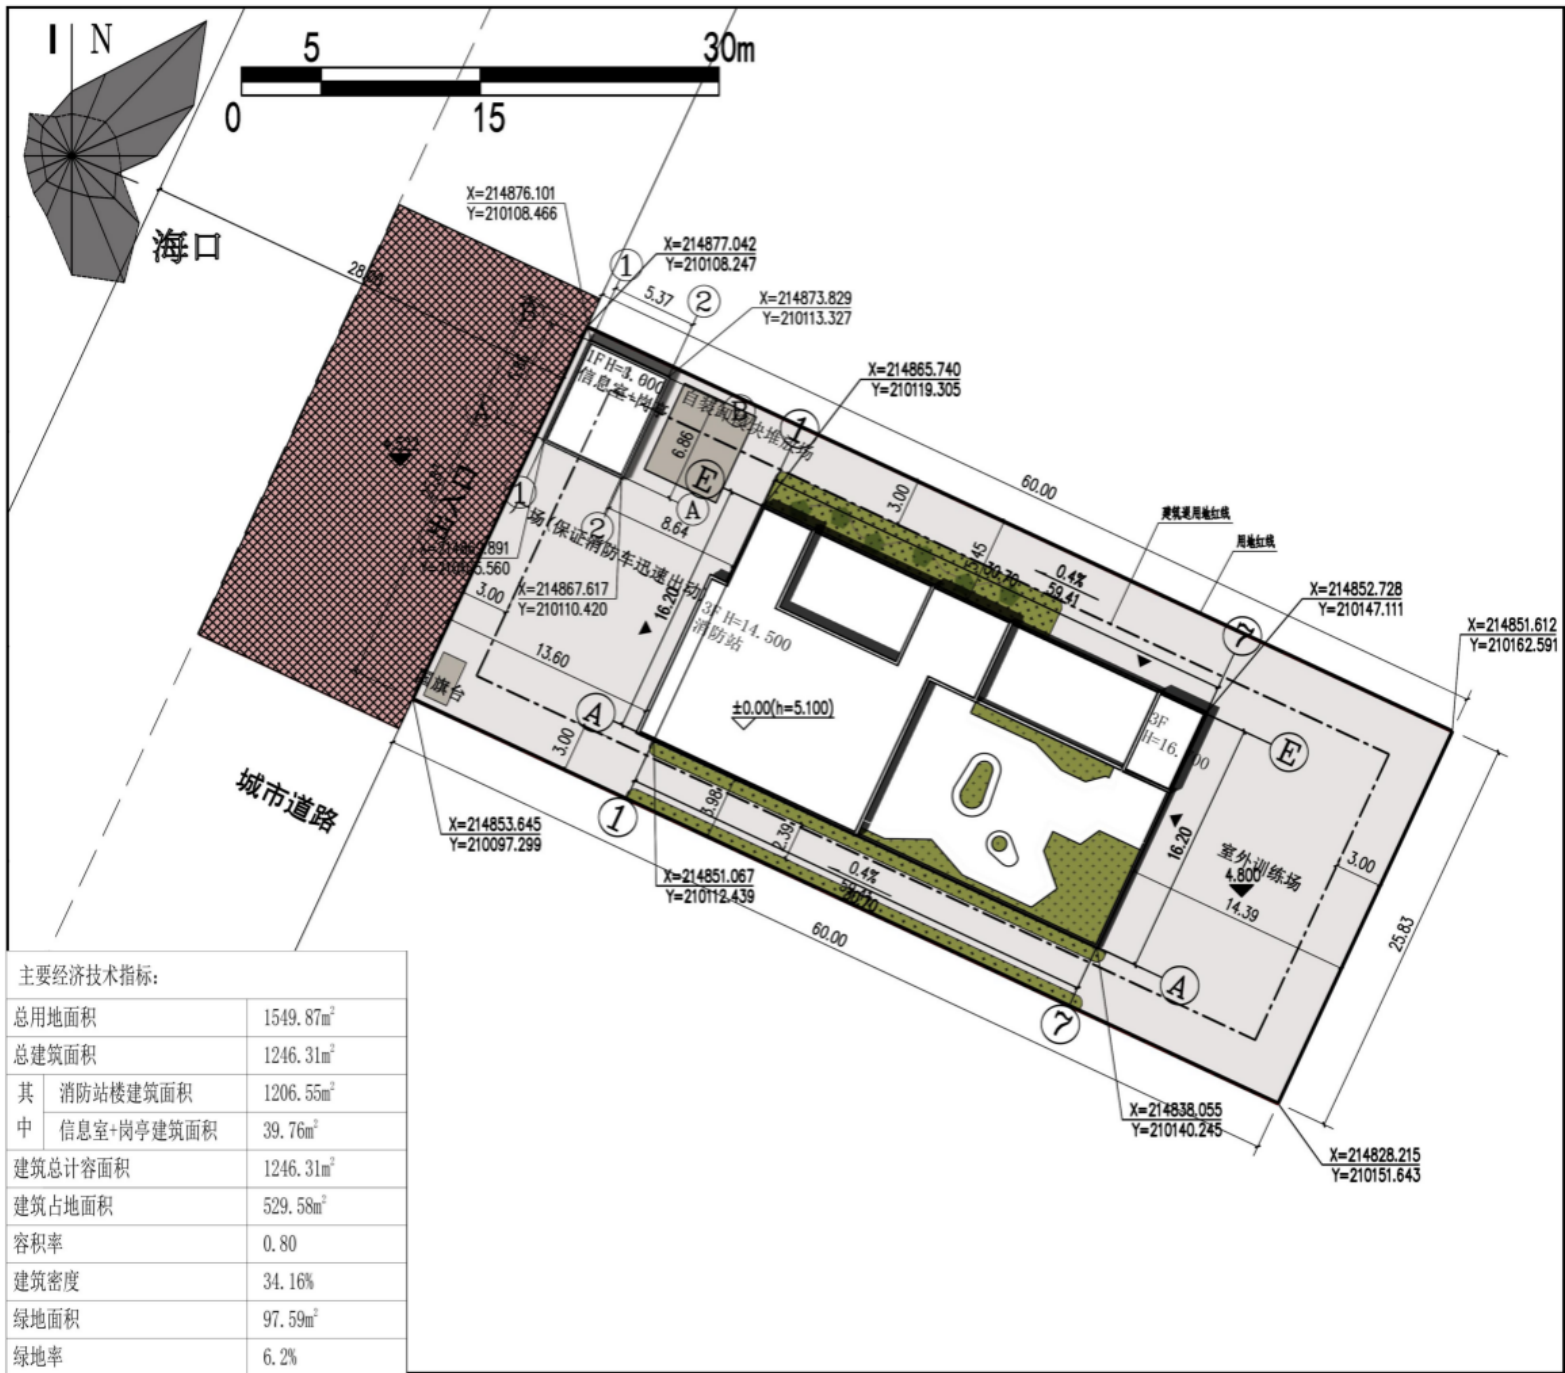 N
5
30m
0
15
海口
X=214876.101
Y=210108.466
X=214877.042
Y=210108.247
1
5.37
2
X=214873.829
Y=210113.327
X=214865.740
Y=210119.305
B
1F H=3.000
信息室+岗亭
A
B
1
6.86
E
A
1
2
8.64
出入口
场(保证消防车迅速出动)
3.00
60.00
建筑退用地红线
用地红线
0.4%
59.41
X=214852.728
Y=210147.111
7
X=214851.612
Y=210162.591
X=214867.617
Y=210110.420
3.00
16.20
3F H=14.500
消防站
13.60
±0.00(h=5.100)
A
3F
E
3.00
城市道路
X=214853.645
Y=210097.299
1
3.98
2.39
0.4%
X=214851.067
Y=210112.439
60.00
16.20
室外训练场
4.800
14.39
3.00
25.83
A
7
X=214838.055
Y=210140.245
X=214828.215
Y=210151.643
主要经济技术指标:
总用地面积 1549.87m²
总建筑面积 1246.31m²
其中 消防站楼建筑面积 1206.55m²
信息室+岗亭建筑面积 39.76m²
建筑总计容面积 1246.31m²
建筑占地面积 529.58m²
容积率 0.80
建筑密度 34.16%
绿地面积 97.59m²
绿地率 6.2%